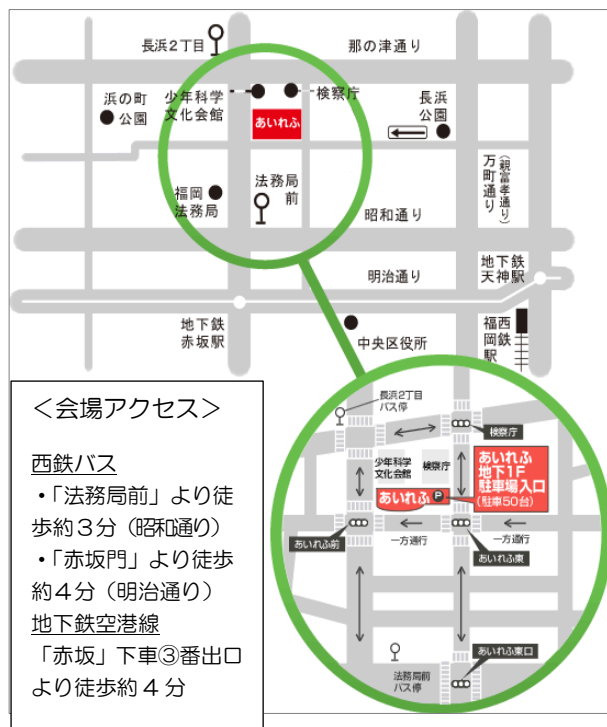 長浜2丁目
那の津通り
浜の町
公園
少年科学
文化会館
検察庁
長浜
公園
あいれふ
福岡
法務局
法務局
前
昭和通り
万町通り
(親富孝通り)
明治通り
地下鉄
天神駅
地下鉄
赤坂駅
中央区役所
西鉄
福岡駅
<会場アクセス>
西鉄バス
・「法務局前」より徒
歩約3分(昭和通り)
・「赤坂門」より徒歩
約4分(明治通り)
地下鉄空港線
「赤坂」下車③番出口
より徒歩約 4 分
長浜2丁目
バス停
検察庁
少年科学
文化会館
検察庁
あいれふ
地下1F
駐車場入口
(駐車50台)
あいれふ P
あいれふ前
一方通行
一方通行
あいれふ東
法務局前
バス停
あいれふ東口